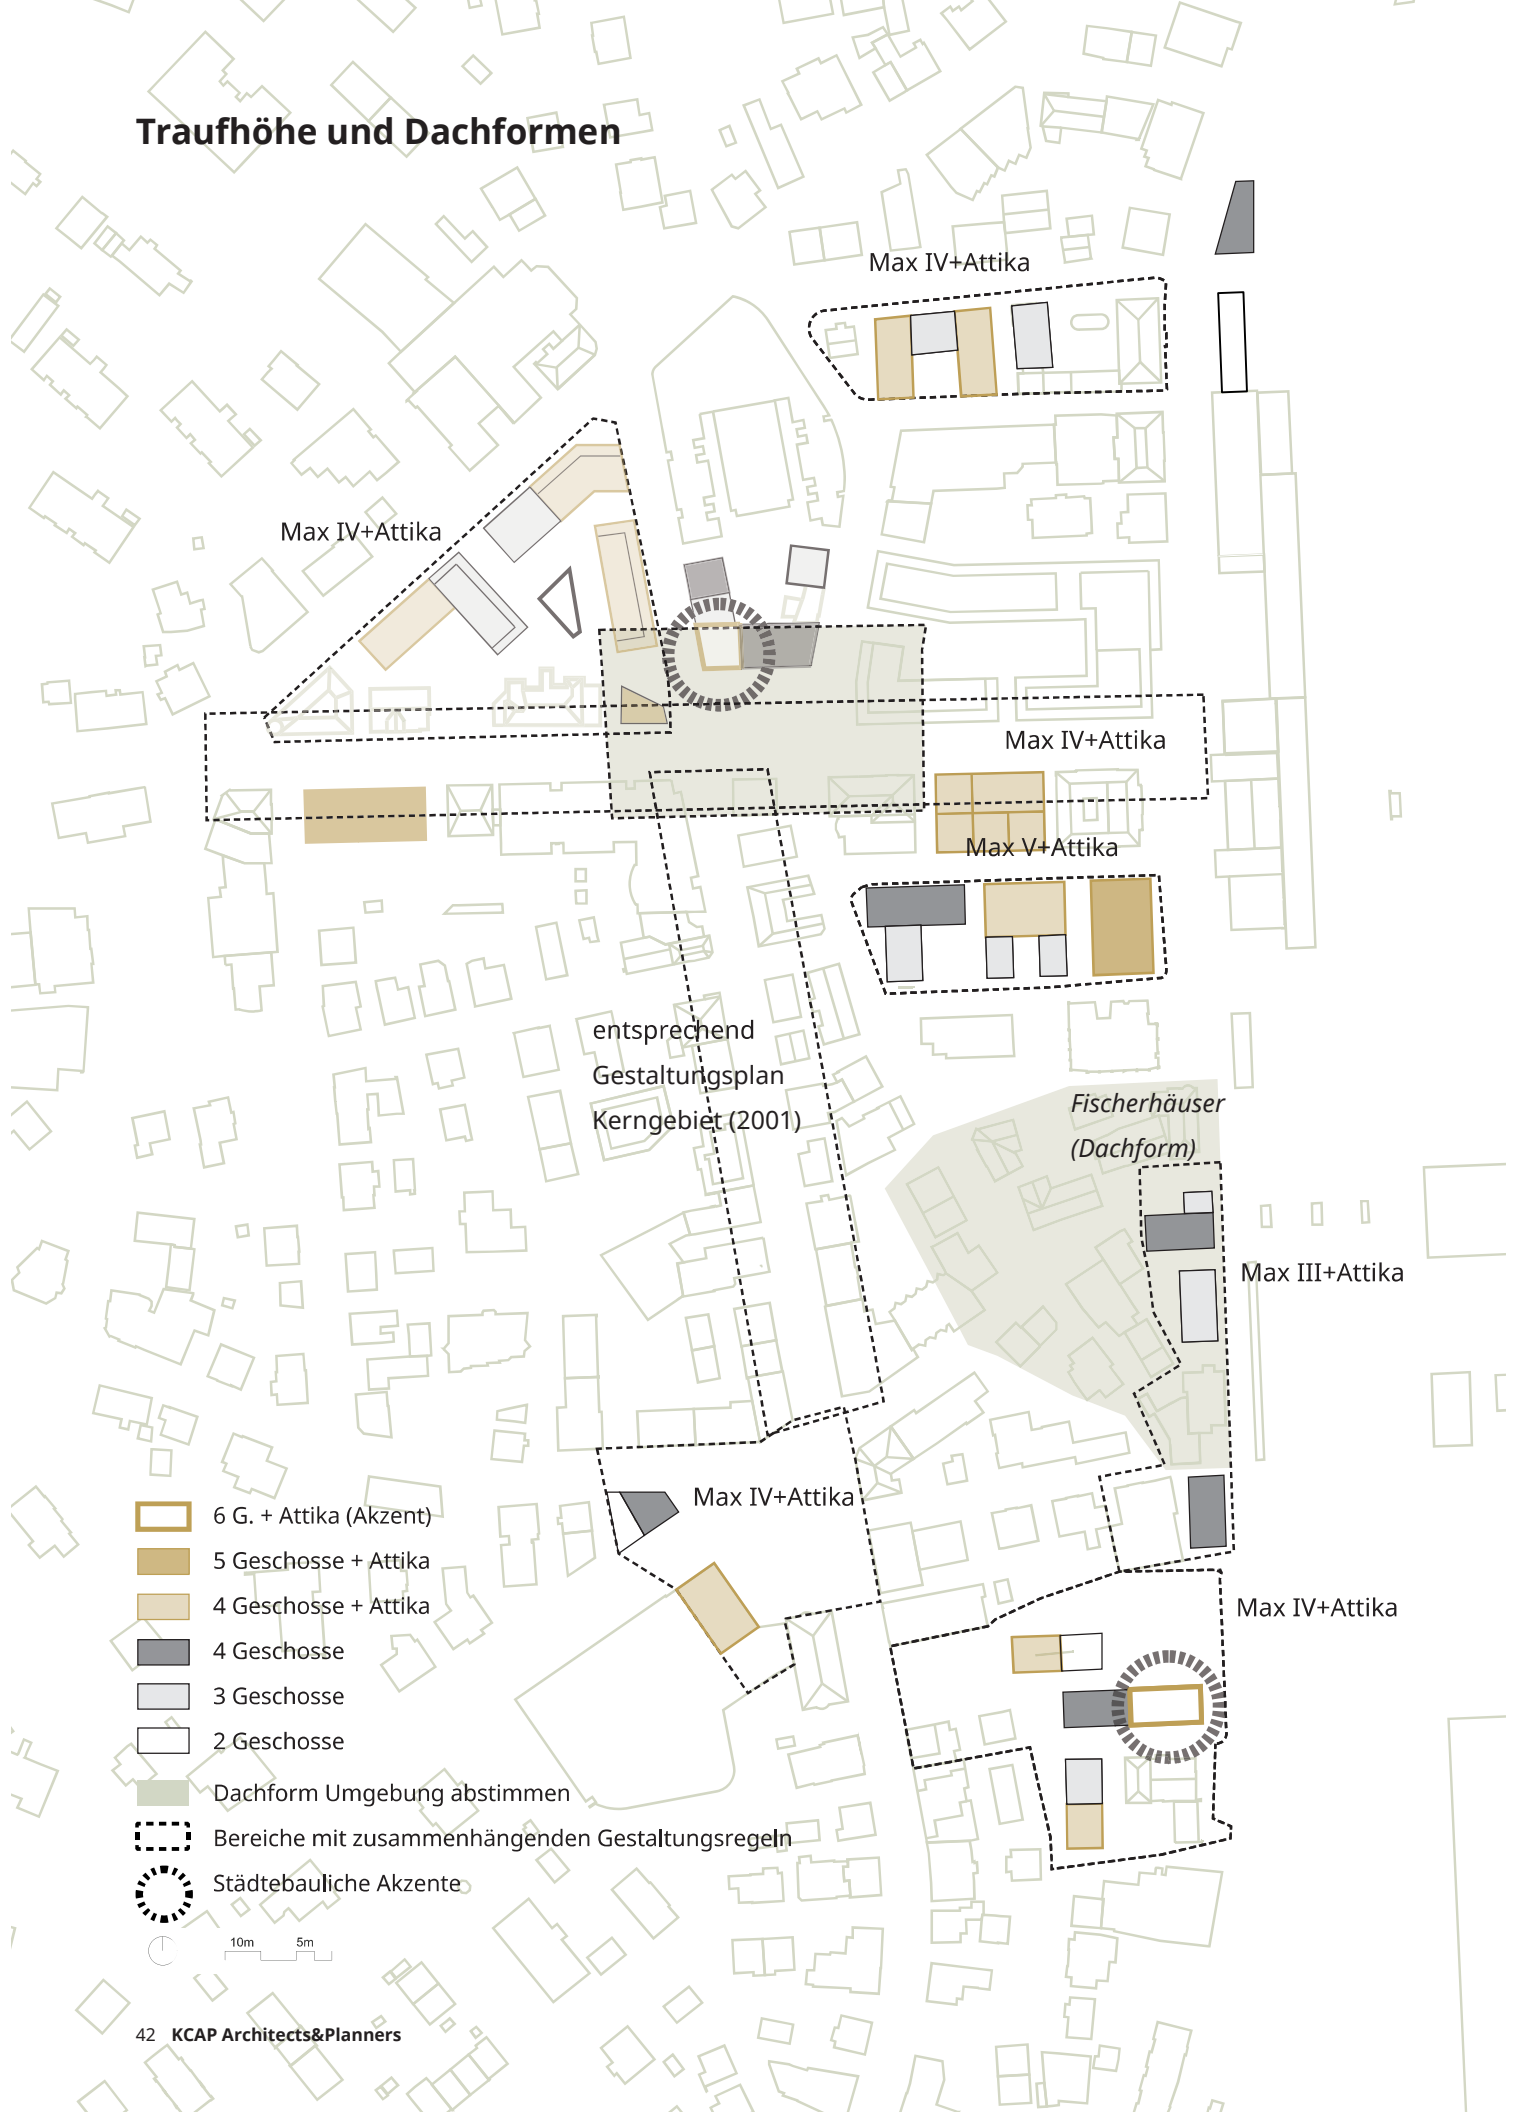 Traufhöhe und Dachformen
Max IV+Attika
Max IV+Attika
Max IV+Attika
Max V+Attika
entsprechend
Gestaltungsplan
Kerngebiet (2001)
Fischerhäuser
(Dachform)
Max III+Attika
Max IV+Attika
Max IV+Attika
6 G. + Attika (Akzent)
5 Geschosse + Attika
4 Geschosse + Attika
4 Geschosse
3 Geschosse
2 Geschosse
Dachform Umgebung abstimmen
Bereiche mit zusammenhängenden Gestaltungsregeln
Städtebauliche Akzente
10m 5m
42 KCAP Architects&Planners